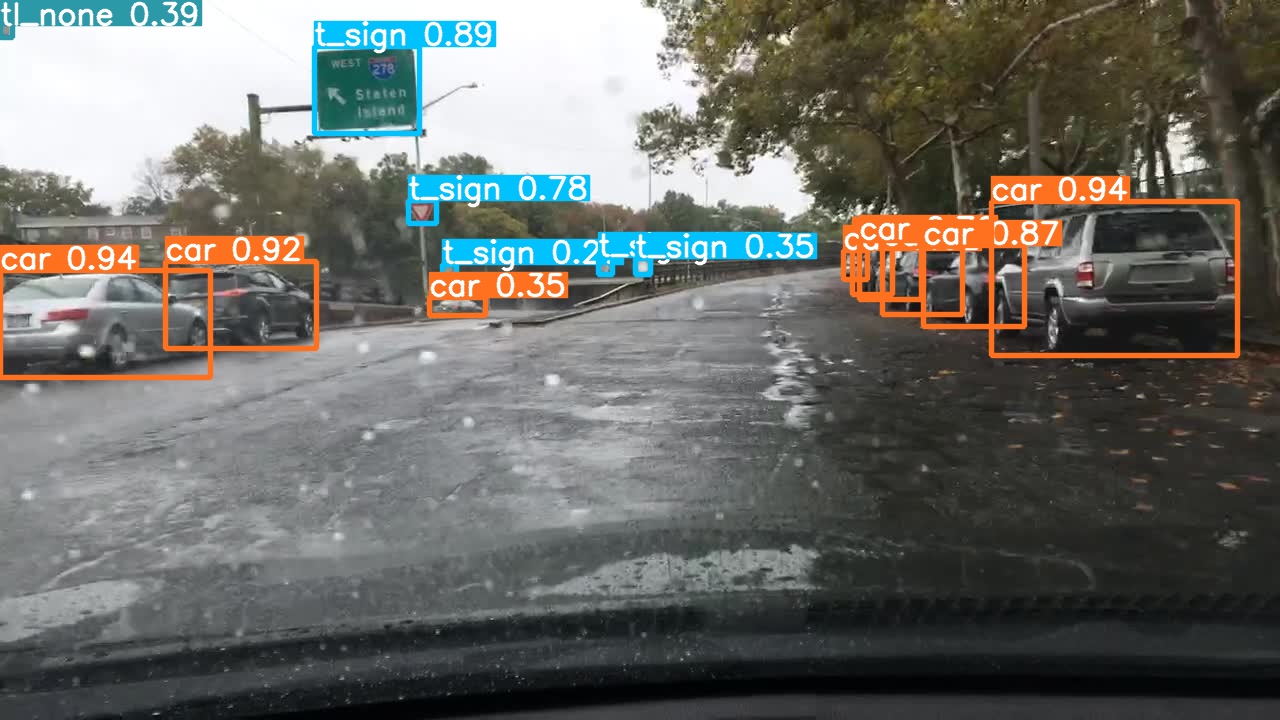 tl_none 0.39
t_sign 0.89
WEST 278
Staten
Island
t_sign 0.78
t_sign 0.2
t_sign 0.35
car 0.35
car 0.94
car 0.92
car
car 0.87
car 0.94